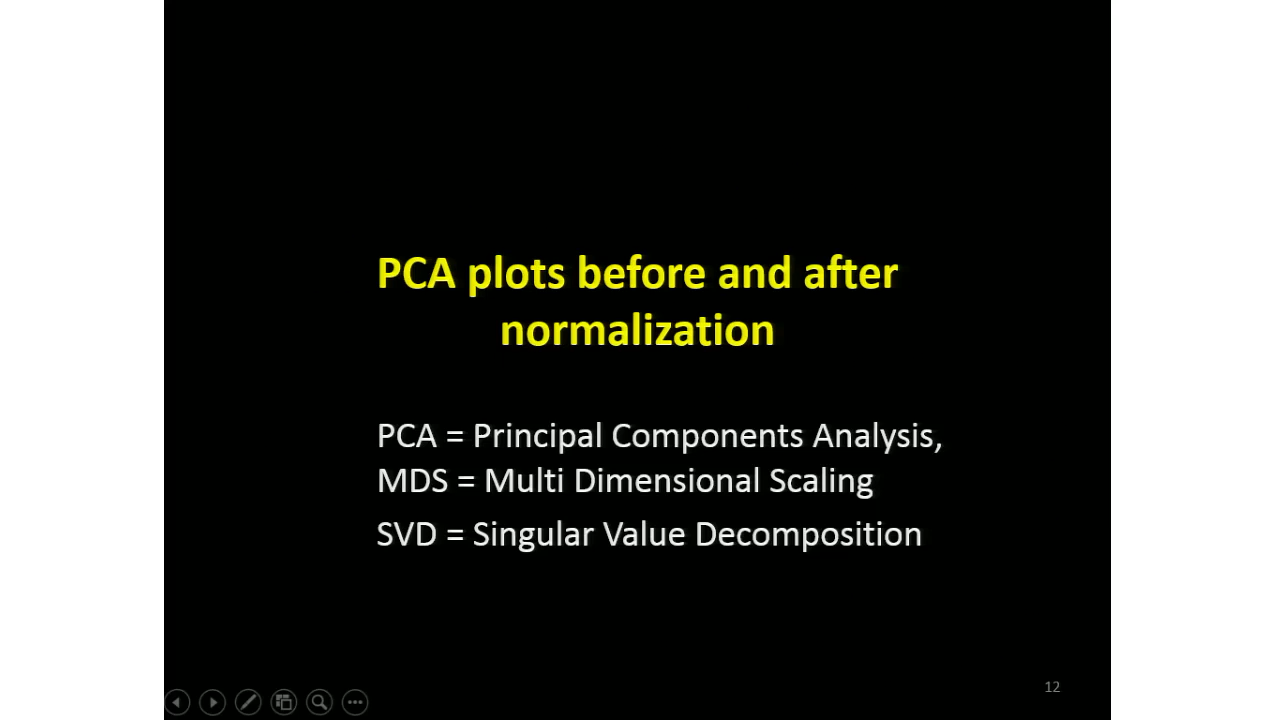 PCA plots before and after
normalization
PCA = Principal Components Analysis,
MDS = Multi Dimensional Scaling
SVD = Singular Value Decomposition
12